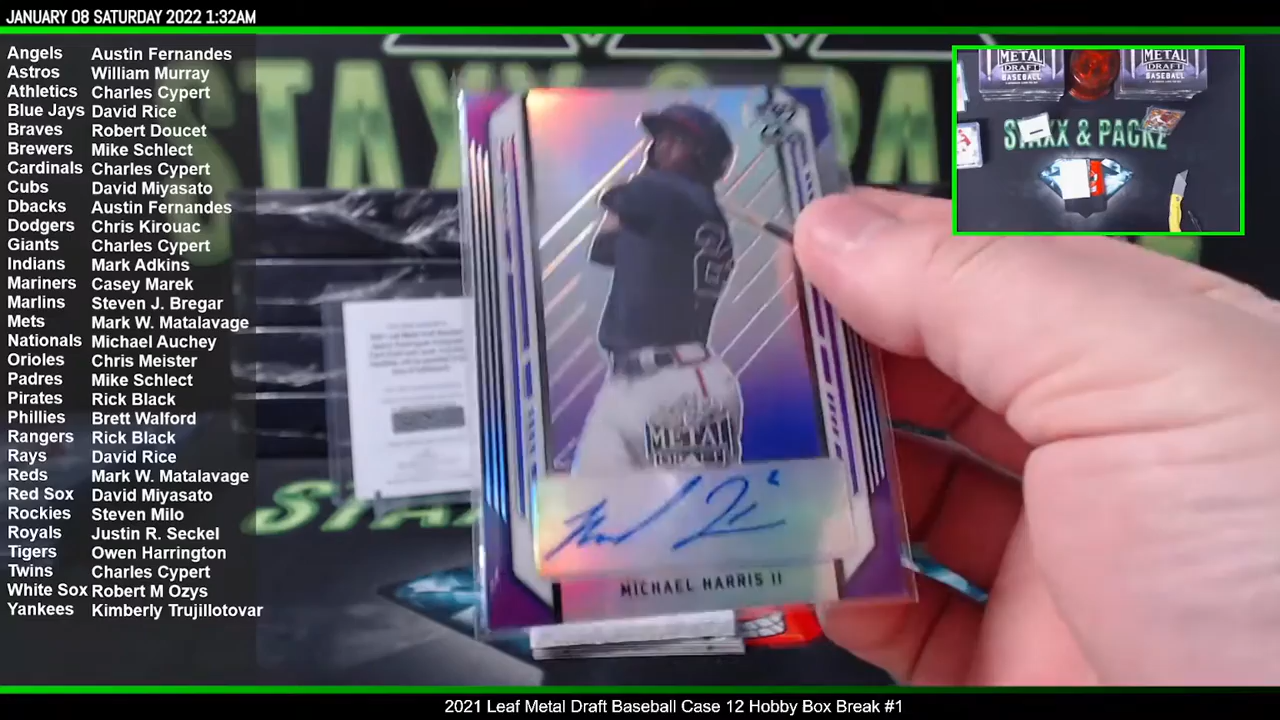 JANUARY 08 SATURDAY 2022 1:32AM
Angels Austin Fernandes
Astros William Murray
Athletics Charles Cypert
Blue Jays David Rice
Braves Robert Doucet
Brewers Mike Schlect
Cardinals Charles Cypert
Cubs David Miyasato
Dbacks Austin Fernandes
Dodgers Chris Kirouac
Giants Charles Cypert
Indians Mark Adkins
Mariners Casey Marek
Marlins Steven J. Bregar
Mets Mark W. Matalavage
Nationals Michael Auchey
Orioles Chris Meister
Padres Mike Schlect
Pirates Rick Black
Phillies Brett Walford
Rangers Rick Black
Rays David Rice
Reds Mark W. Matalavage
Red Sox David Miyasato
Rockies Steven Milo
Royals Justin R. Seckel
Tigers Owen Harrington
Twins Charles Cypert
White Sox Robert M Ozys
Yankees Kimberly Trujillotovar
METAL DRAFT BASEBALL
METAL DRAFT BASEBALL
STAXX & PACKZ
2
METAL
DRAFT
MICHAEL HARRIS II
2021 Leaf Metal Draft Baseball Case 12 Hobby Box Break #1